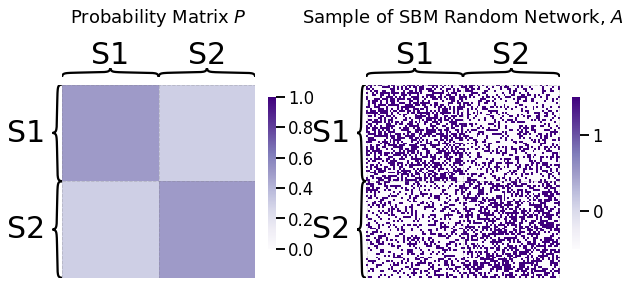 Probability Matrix P
S1 S2
S1
S2
1.0
0.8
0.6
0.4
0.2
0.0
Sample of SBM Random Network, A
S1 S2
S1
S2
1
0